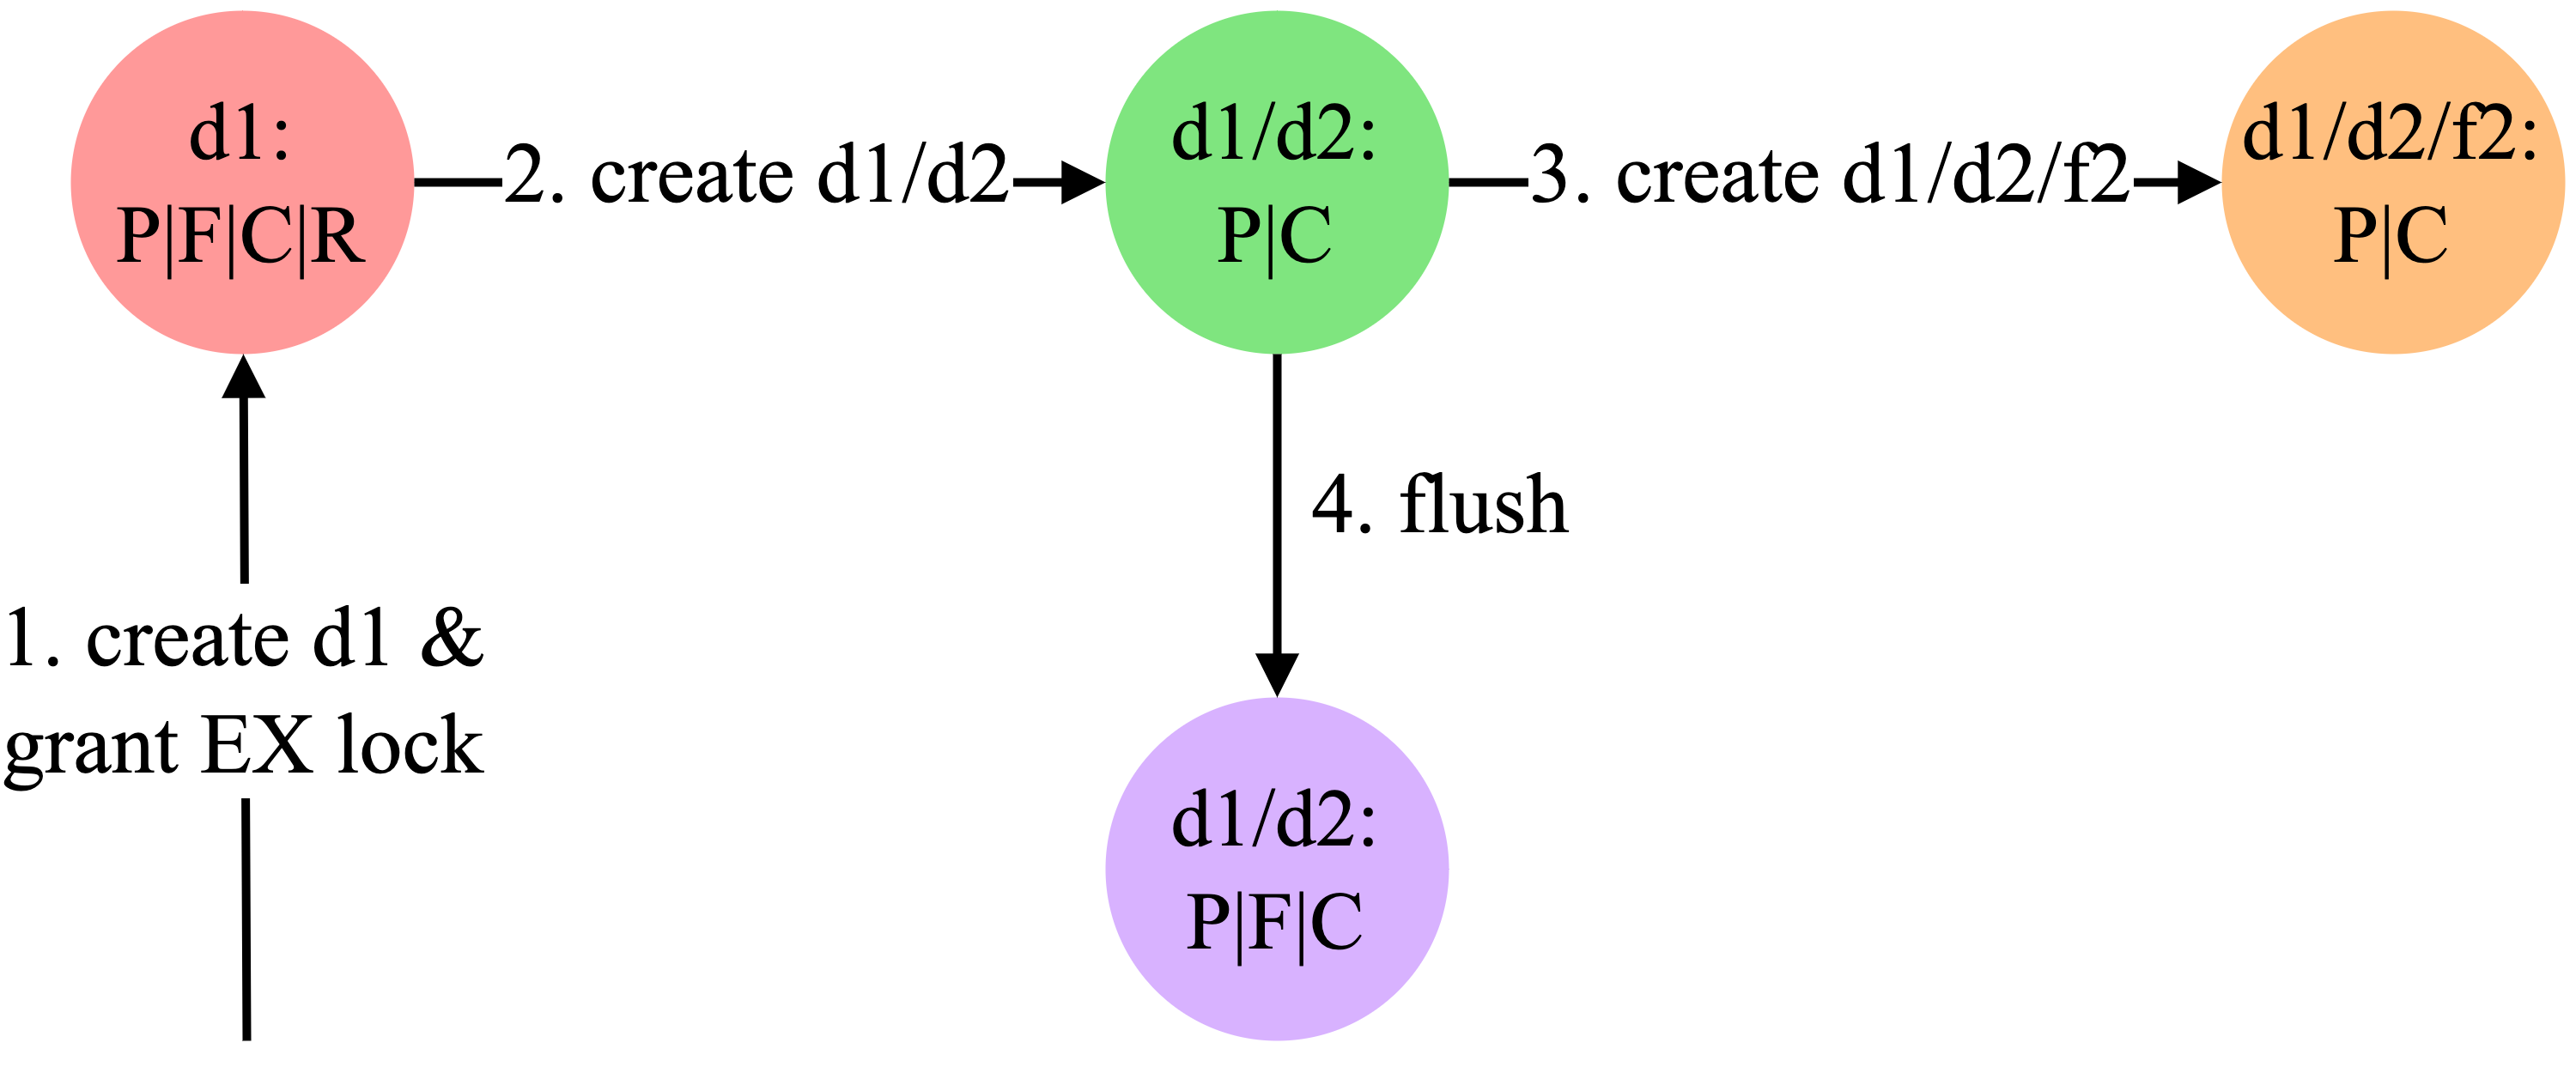 d1:
P|F|C|R
2. create d1/d2
d1/d2:
P|C
3. create d1/d2/f2
d1/d2/f2:
P|C
4. flush
1. create d1 &
grant EX lock
d1/d2:
P|F|C